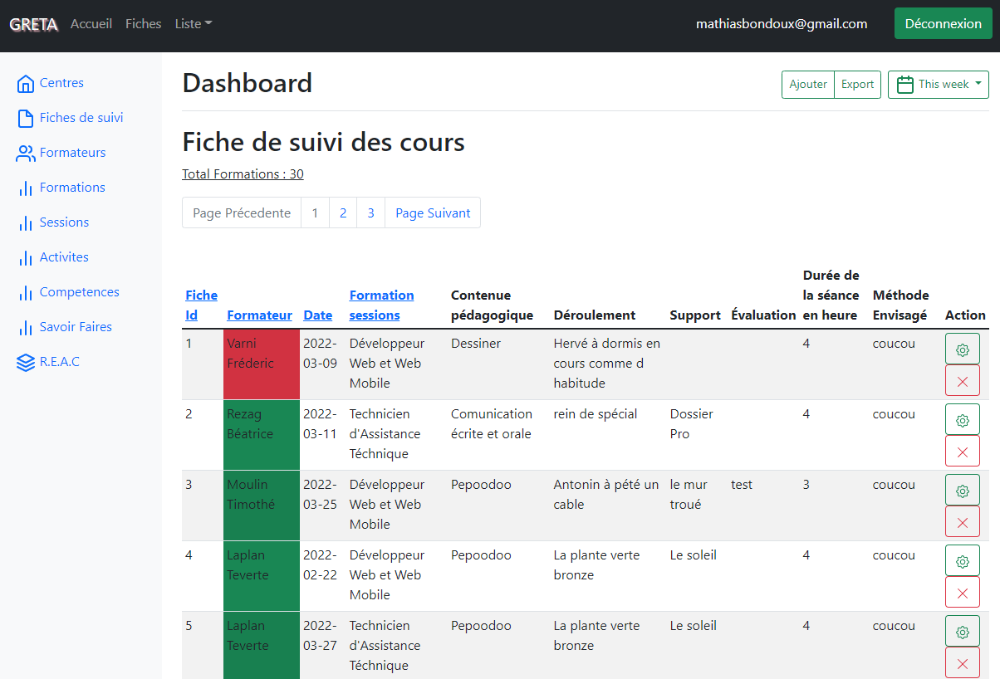 GRETA Accueil Fiches Liste mathiasbondoux@gmail.com Déconnexion
Centres
Fiches de suivi
Formateurs
Formations
Sessions
Activites
Competences
Savoir Faires
R.E.A.C
Dashboard Ajouter Export This week
Fiche de suivi des cours
Total Formations : 30
Page Précedente 1 2 3 Page Suivant
Durée de
Fiche Formation Contenue la séance Méthode
Id Formateur Date sessions pédagogique Déroulement Support Évaluation en heure Envisagé Action
1 Varni 2022- Développeur Dessiner Hervé à dormis en 4 coucou
Fréderic 03-09 Web et Web cours comme d
Mobile habitude
2 Rezag 2022- Technicien Comunication rein de spécial Dossier 4 coucou
Béatrice 03-11 d'Assistance écrite et orale Pro
Téchnique
3 Moulin 2022- Développeur Pepoodoo Antonin à pété un le mur test 3 coucou
Timothé 03-25 Web et Web cable troué
Mobile
4 Laplan 2022- Développeur Pepoodoo La plante verte Le soleil 4 coucou
Teverte 02-22 Web et Web bronze
Mobile
5 Laplan 2022- Technicien Pepoodoo La plante verte Le soleil 4 coucou
Teverte 03-27 d'Assistance bronze
Téchnique